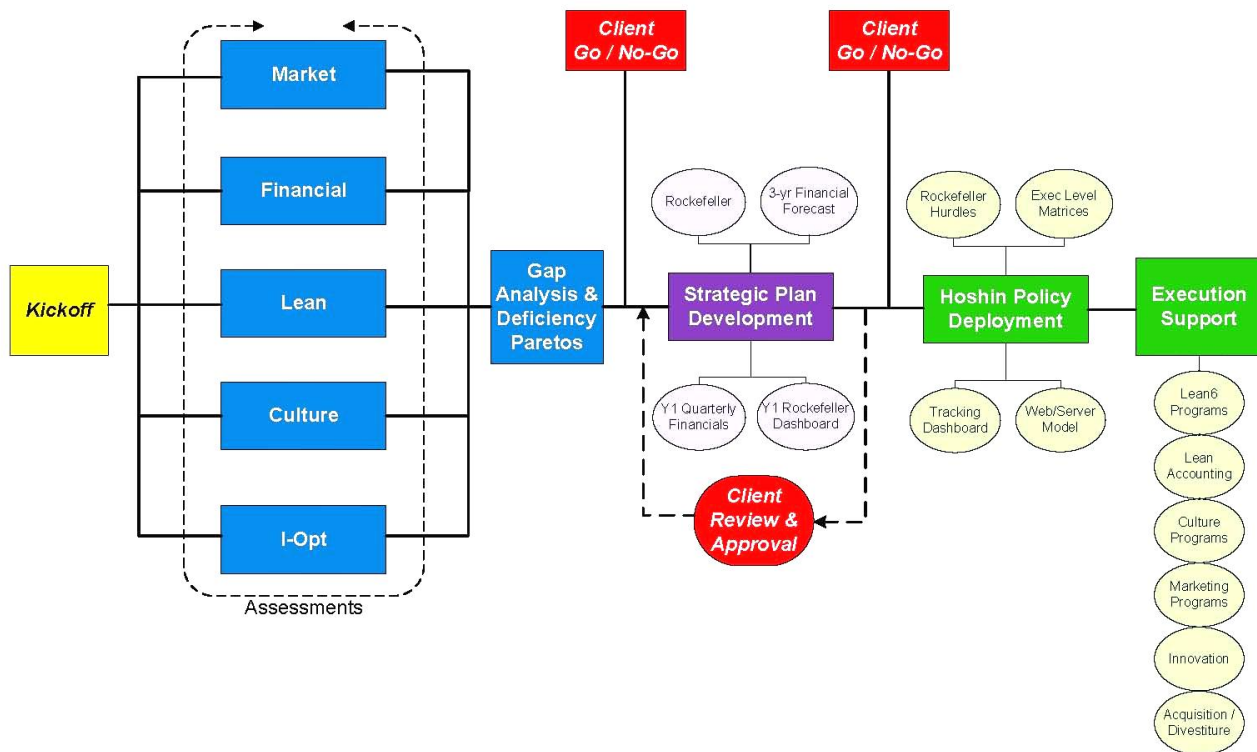 Client
Go / No-Go
Client
Go / No-Go
Market
Financial
Lean
Culture
I-Opt
Assessments
Kickoff
Gap
Analysis &
Deficiency
Paretos
Rockefeller
3-yr Financial
Forecast
Strategic Plan
Development
Y1 Quarterly
Financials
Y1 Rockefeller
Dashboard
Client
Review &
Approval
Rockefeller
Hurdles
Exec Level
Matrices
Hoshin Policy
Deployment
Tracking
Dashboard
Web/Server
Model
Execution
Support
Lean6
Programs
Lean
Accounting
Culture
Programs
Marketing
Programs
Innovation
Acquisition /
Divestiture